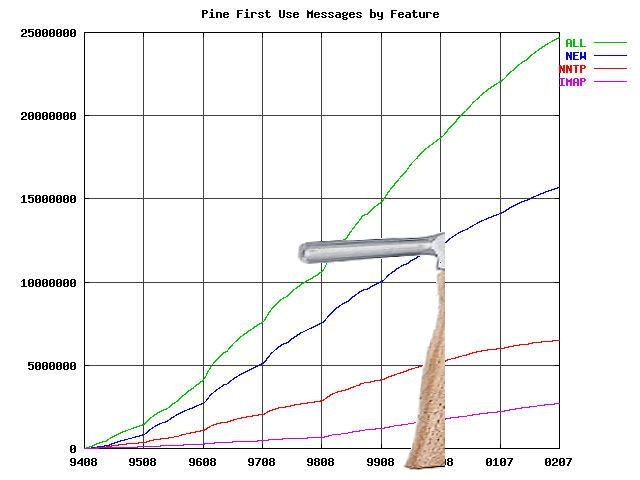 Pine First Use Messages by Feature
25000000
20000000
15000000
10000000
5000000
0
ALL
NEW
NNTP
IMAP
9408 9508 9608 9708 9808 9908 08 0107 0207